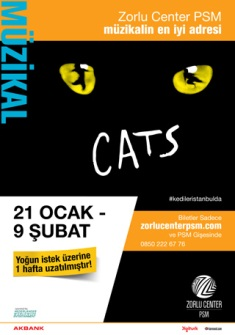 MÜZİKAL
Zorlu Center PSM
müzikalin en iyi adresi
CATS
#kedileristanbulda
21 OCAK -
9 ŞUBAT
Yoğun istek üzerine
1 hafta uzatılmıştır!
Biletler Sadece
zorlucenterpsm.com
ve PSM Gişesinde
0850 222 67 76
ZORLU CENTER
PSM
AKBANK